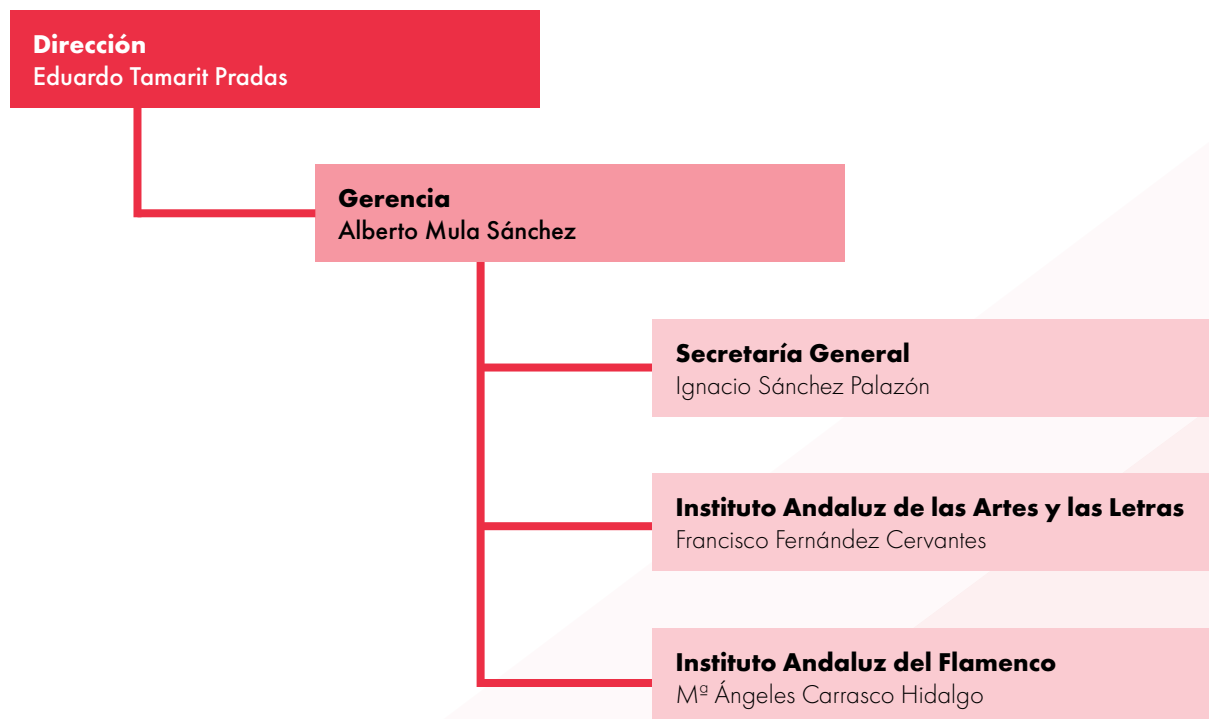 Dirección
Eduardo Tamarit Pradas
Gerencia
Alberto Mula Sánchez
Secretaría General
Ignacio Sánchez Palazón
Instituto Andaluz de las Artes y las Letras
Francisco Fernández Cervantes
Instituto Andaluz del Flamenco
Mª Ángeles Carrasco Hidalgo